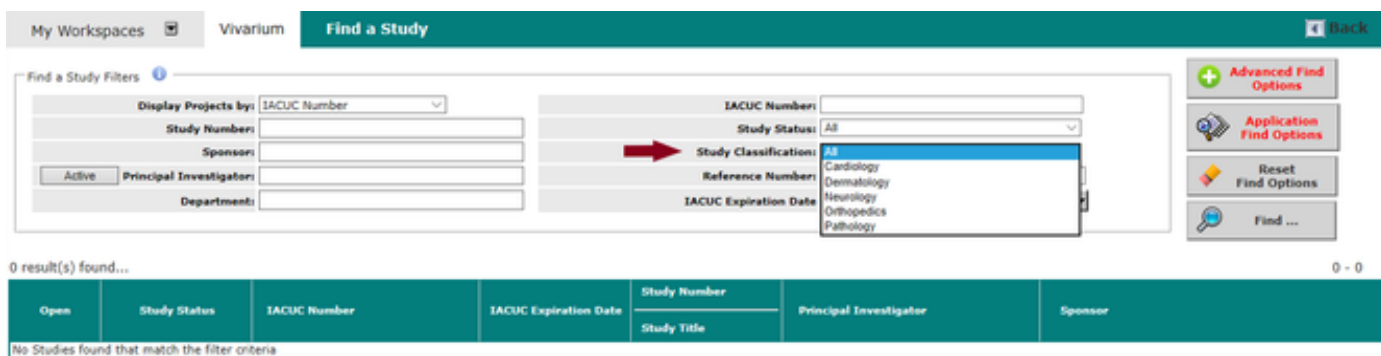 My Workspaces Vivarium Find a Study Back
Find a Study Filters
Display Projects by: IACUC Number IACUC Number:
Study Number: Study Status: All
Sponsor: Study Classification: All
Cardiology
Dermatology
Neurology
Orthopedics
Pathology
Active Principal Investigator: Reference Number:
Department: IACUC Expiration Date
Advanced Find
Options
Application
Find Options
Reset
Find Options
Find ...
0 result(s) found... 0 - 0
Open Study Status IACUC Number IACUC Expiration Date Study Number Principal Investigator Sponsor
Study Title
No Studies found that match the filter criteria